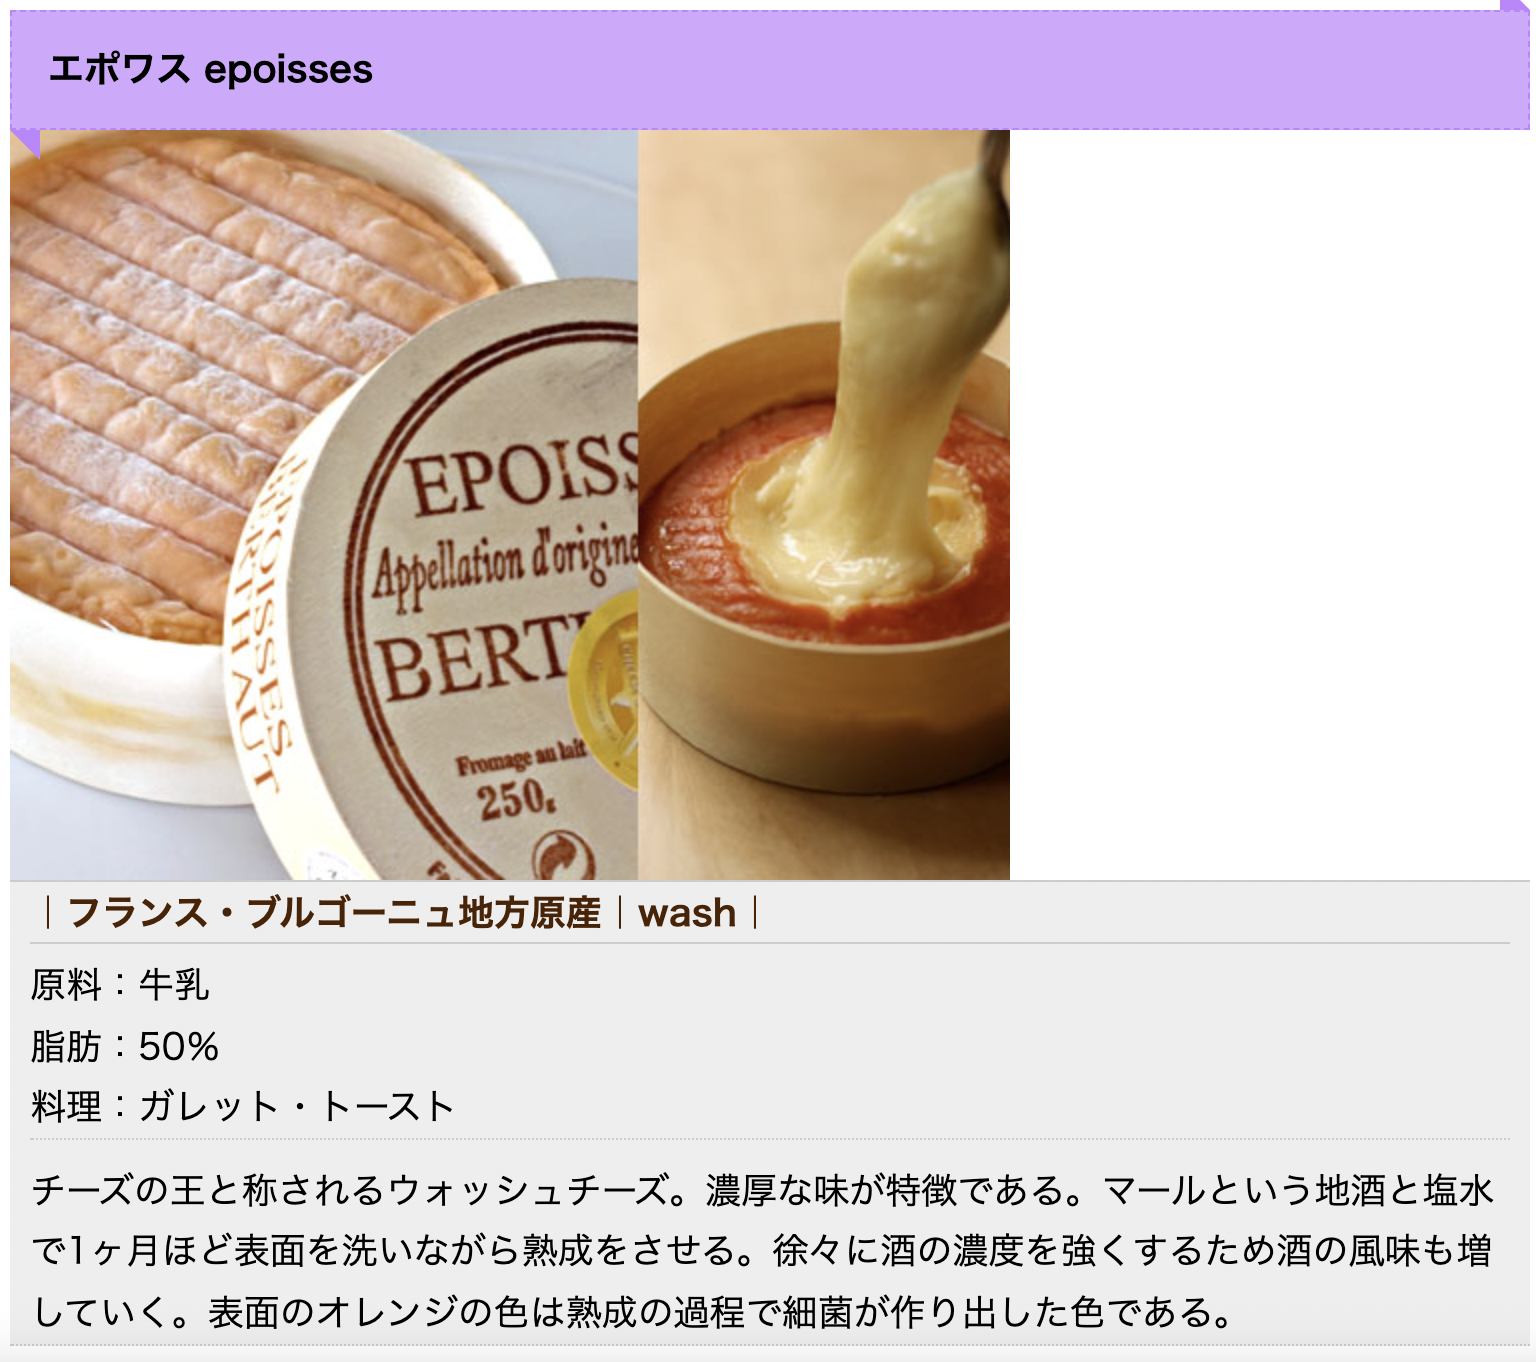 エポワス epoisses
EPOISS
Appellation d'origine
BERT
Fromage au lait
250g
EPOISSES
BERTHAUT
｜フランス・ブルゴーニュ地方原産｜wash｜
原料：牛乳
脂肪：50%
料理：ガレット・トースト
チーズの王と称されるウォッシュチーズ。濃厚な味が特徴である。マールという地酒と塩水
で1ヶ月ほど表面を洗いながら熟成をさせる。徐々に酒の濃度を強くするため酒の風味も増
していく。表面のオレンジの色は熟成の過程で細菌が作り出した色である。